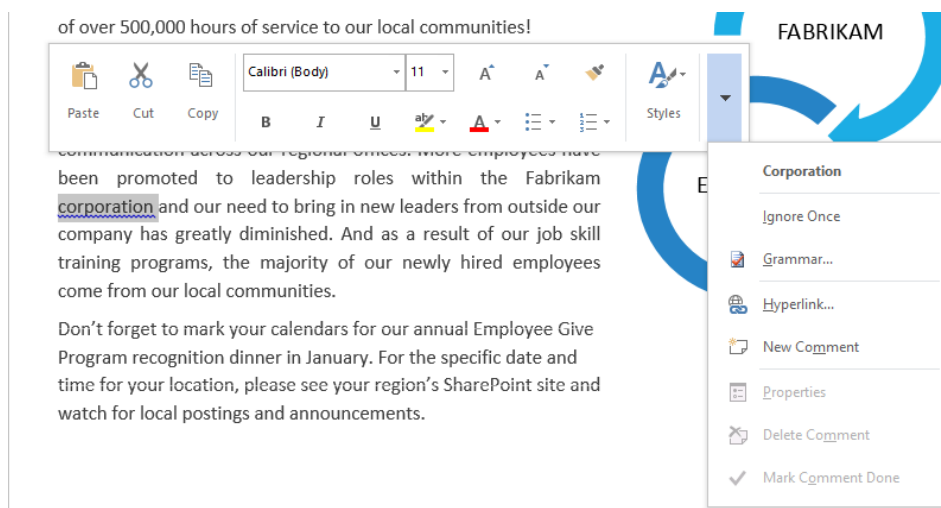 of over 500,000 hours of service to our local communities!
FABRIKAM
Calibri (Body)
11
Paste
Cut
Copy
B
I
U
Styles
communication across our regional offices. More employees have
been promoted to leadership roles within the Fabrikam
corporation and our need to bring in new leaders from outside our
company has greatly diminished. And as a result of our job skill
training programs, the majority of our newly hired employees
come from our local communities.
Don't forget to mark your calendars for our annual Employee Give
Program recognition dinner in January. For the specific date and
time for your location, please see your region's SharePoint site and
watch for local postings and announcements.
E
Corporation
Ignore Once
Grammar...
Hyperlink...
New Comment
Properties
Delete Comment
Mark Comment Done